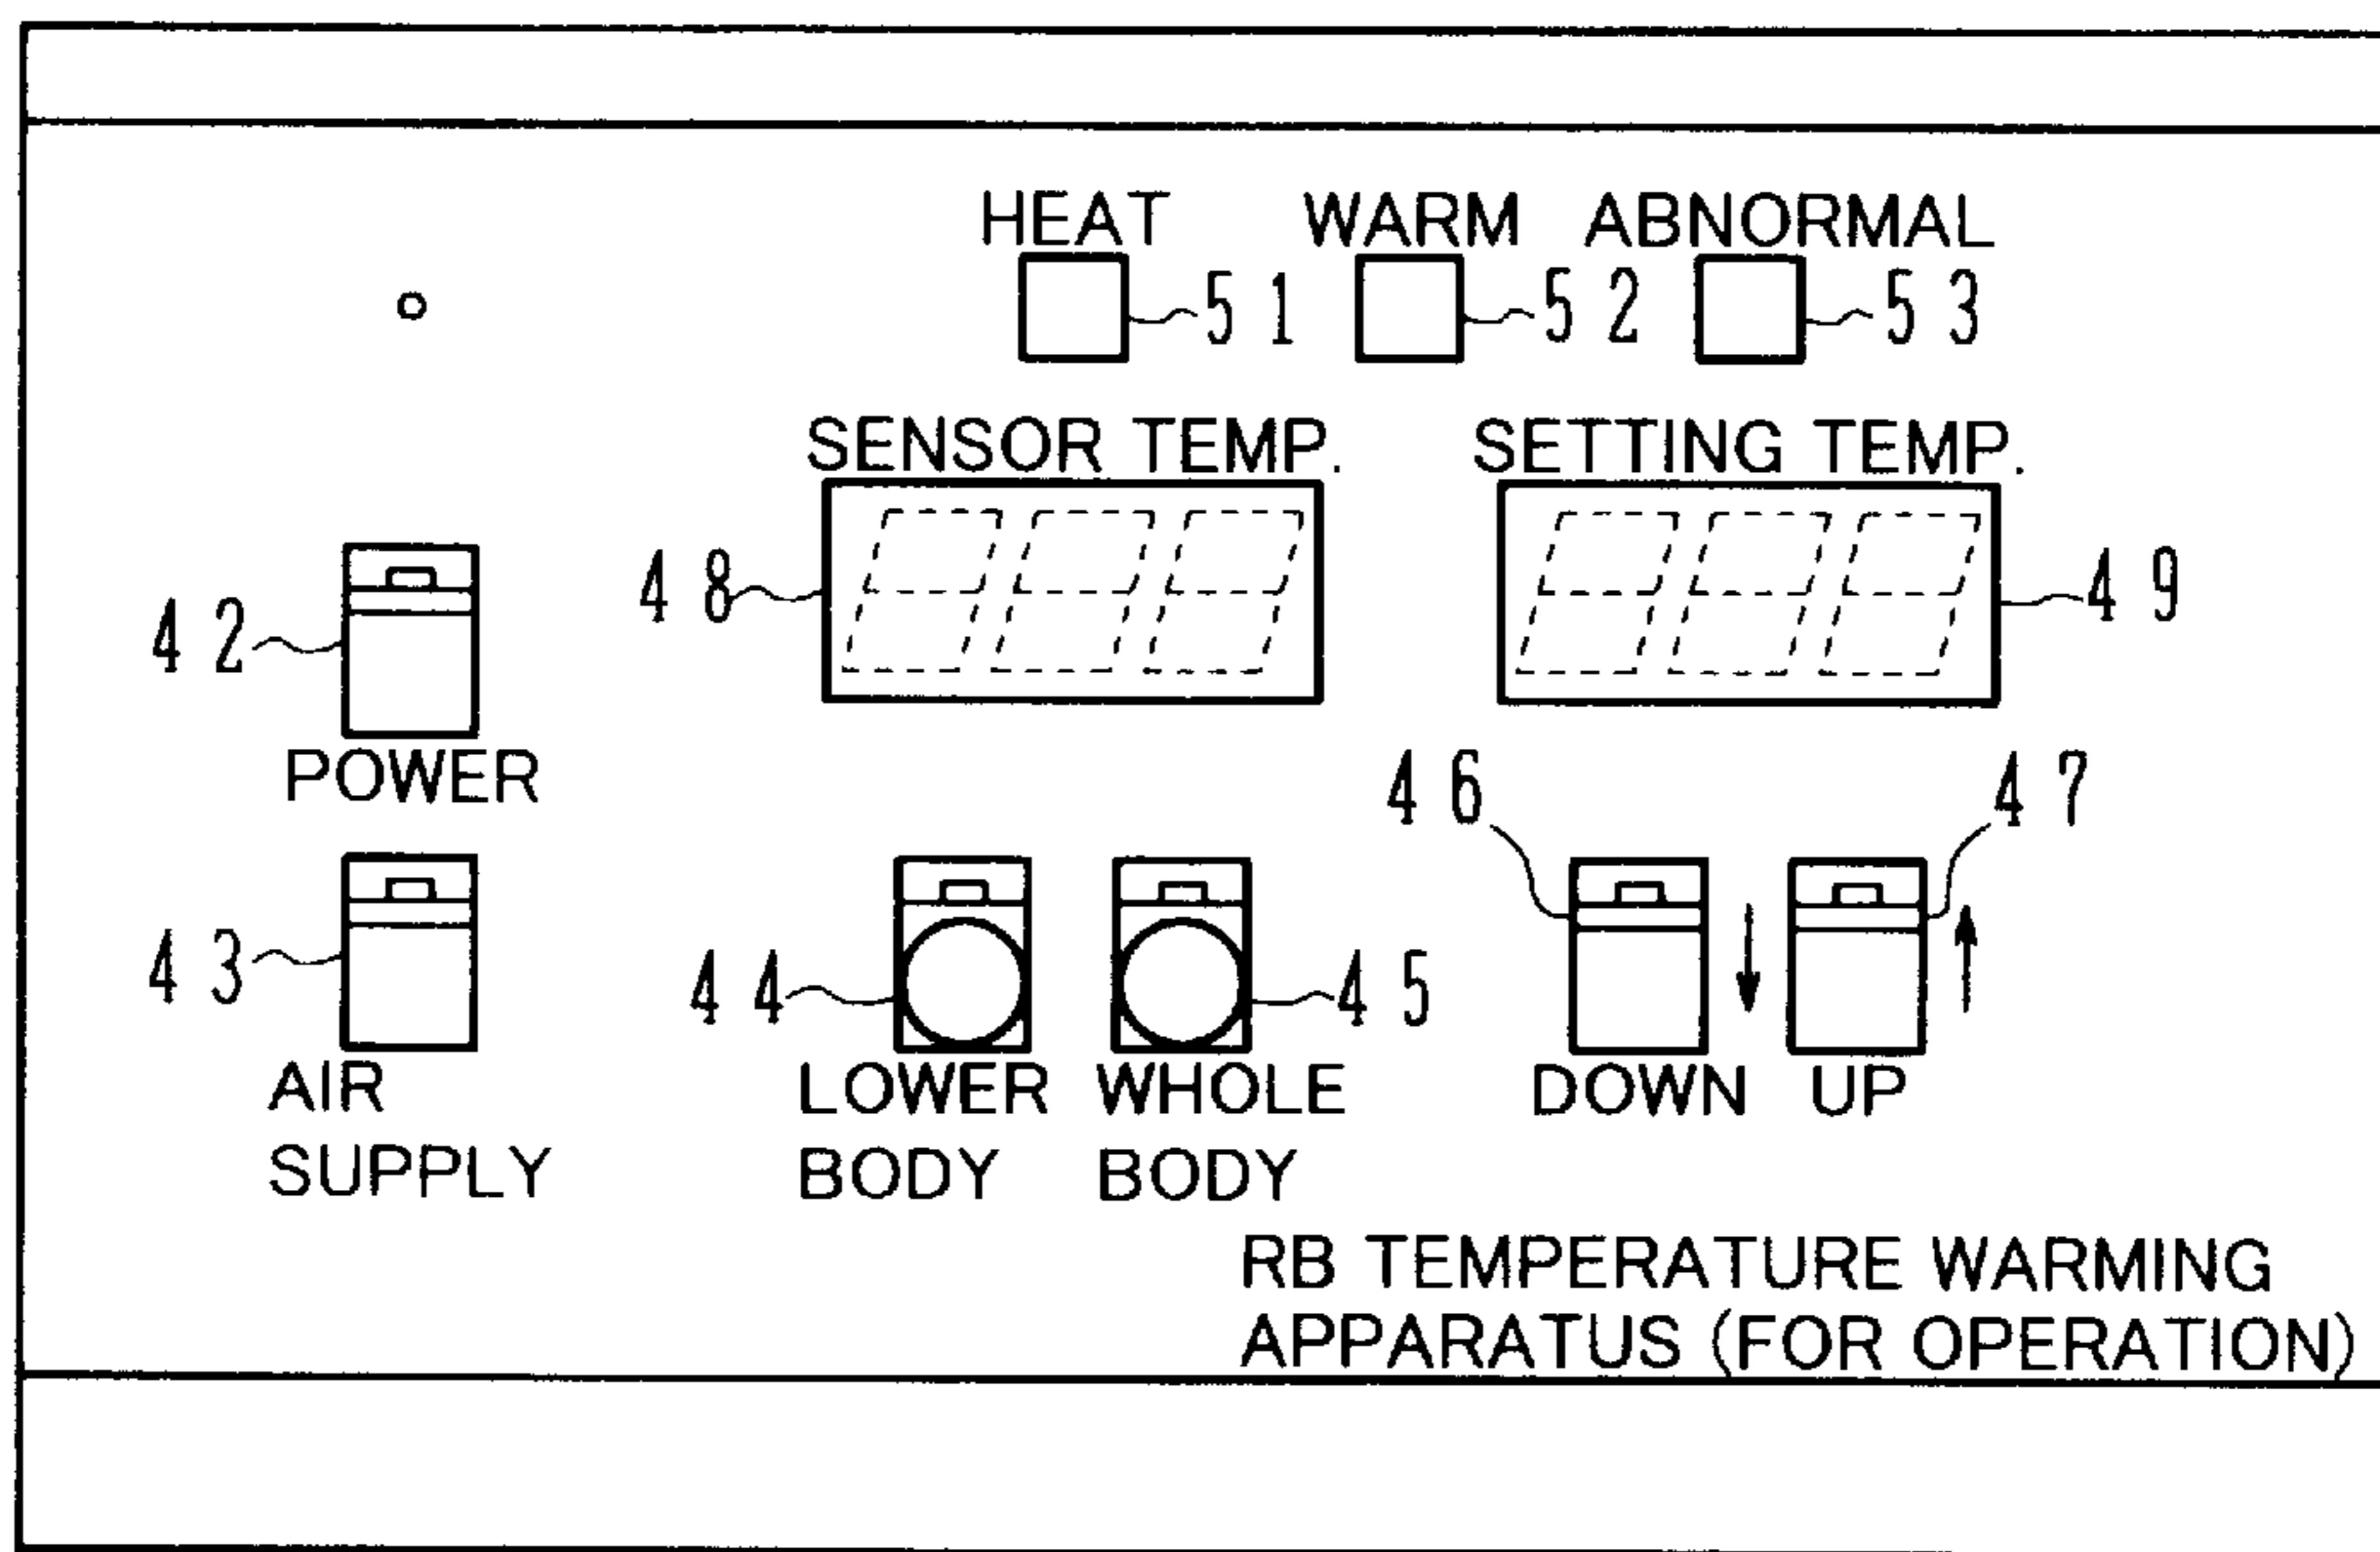 HEAT WARM ABNORMAL
51 52 53
SENSOR TEMP. SETTING TEMP.
48 49
42
POWER
46 47
43 44 45
AIR LOWER WHOLE DOWN UP
SUPPLY BODY BODY
RB TEMPERATURE WARMING
APPARATUS (FOR OPERATION)